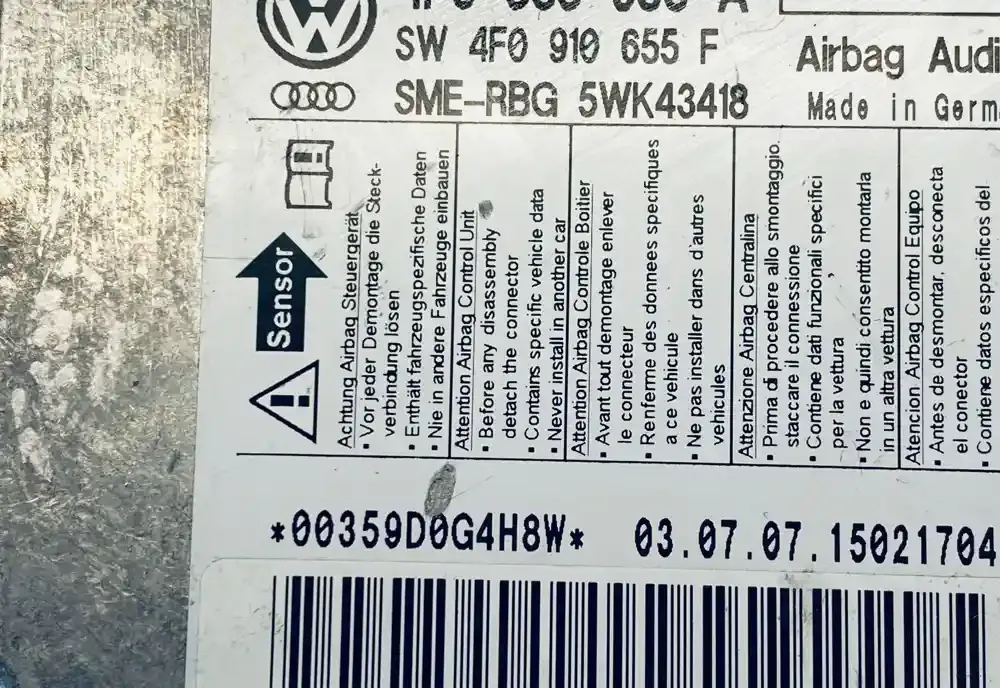 SW 4F0 910 655 F
Airbag Audi
SME-RBG 5WK43418
Made in Germ
Sensor
Achtung Airbag Steuergerät
▪ Vor jeder Demontage die Steck-
verbindung lösen
▪ Enthält fahrzeugspezifische Daten
▪ Nie in andere Fahrzeuge einbauen
Attention Airbag Control Unit
▪ Before any disassembly
detach the connector
▪ Contains specific vehicle data
▪ Never install in another car
Attention Airbag Controle Boitier
▪ Avant tout demontage enlever
le connecteur
▪ Renferme des donnees specifiques
a ce vehicule
▪ Ne pas installer dans d'autres
vehicules
Attenzione Airbag Centralina
▪ Prima di procedere allo smontaggio.
staccare il connessione
▪ Contiene dati funzionali specifici
per la vettura
▪ Non e quindi consentito montarla
in un altra vettura
Atencion Airbag Control Equipo
▪ Antes de desmontar, desconecta
el conector
▪ Contiene datos especificos del
*00359D0G4H8W* 03.07.07.15021704